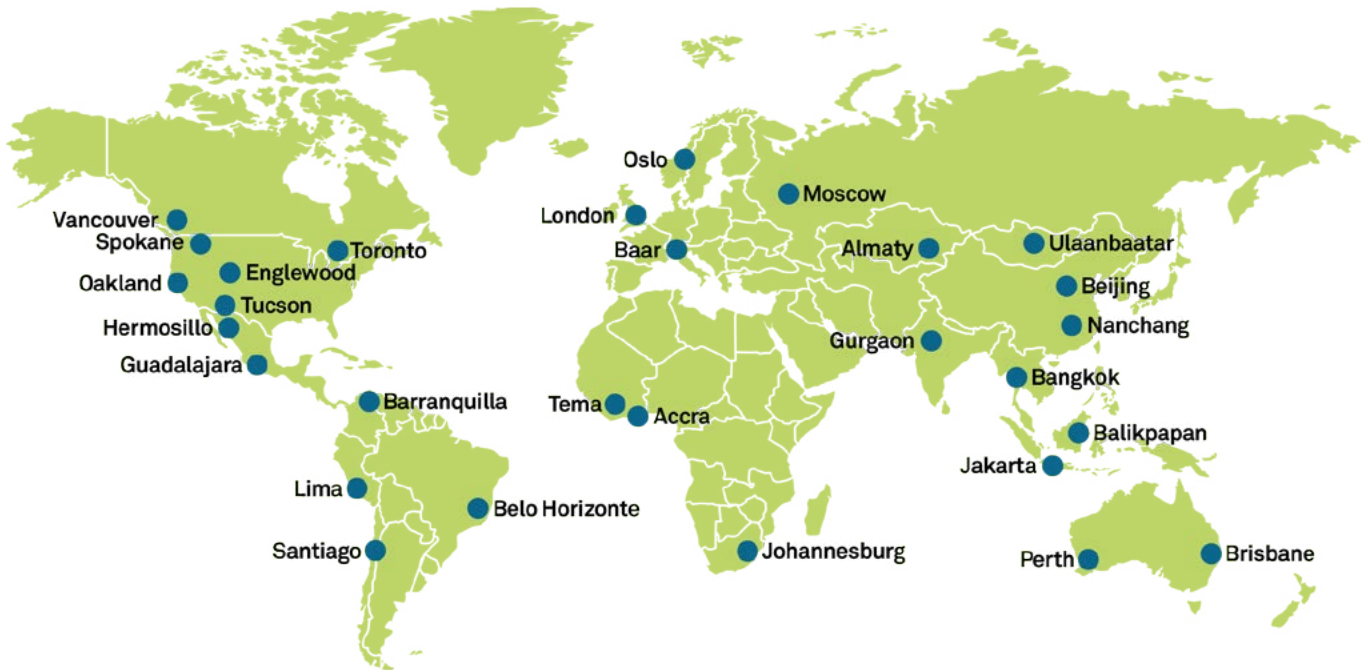 Oslo
Moscow
Vancouver
London
Spokane
Toronto
Baar
Almaty
Ulaanbaatar
Englewood
Oakland
Beijing
Tucson
Hermosillo
Nanchang
Gurgaon
Guadalajara
Bangkok
Barranquilla
Tema
Accra
Balikpapan
Jakarta
Lima
Belo Horizonte
Santiago
Johannesburg
Perth
Brisbane